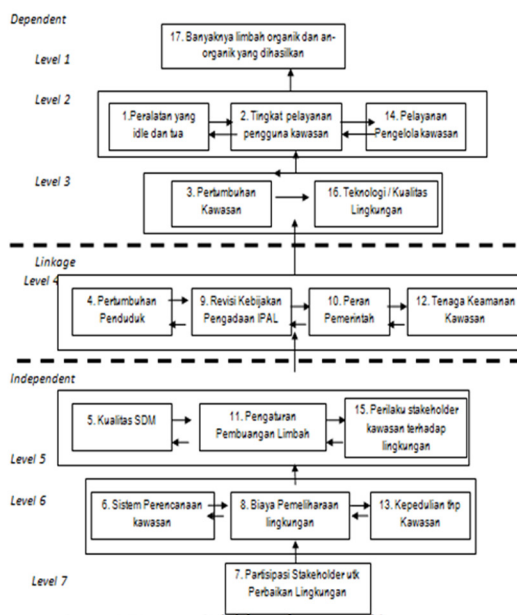 Dependent
17. Banyaknya limbah organik dan an-
organik yang dihasilkan
Level 1
Level 2
1.Peralatan yang
idle dan tua
2. Tingkat pelayanan
pengguna kawasan
14. Pelayanan
Pengelola kawasan
Level 3
3. Pertumbuhan
Kawasan
16. Teknologi / Kualitas
Lingkungan
Linkage
Level 4
4. Pertumbuhan
Penduduk
9. Revisi Kebijakan
Pengadaan IPAL
10. Peran
Pemerintah
12. Tenaga Keamanan
Kawasan
Independent
5. Kualitas SDM
11. Pengaturan
Pembuangan Limbah
15. Perilaku stakeholder
kawasan terhadap
lingkungan
Level 5
Level 6
6. Sistem Perencanaan
kawasan
8. Biaya Pemeliharaan
lingkungan
13. Kepedulian thp
Kawasan
7. Partisipasi Stakeholder utk
Perbaikan Lingkungan
Level 7